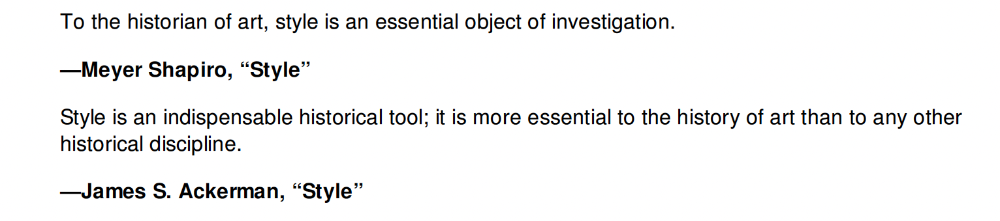 To the historian of art, style is an essential object of investigation.
—Meyer Shapiro, “Style”
Style is an indispensable historical tool; it is more essential to the history of art than to any other
historical discipline.
—James S. Ackerman, “Style”